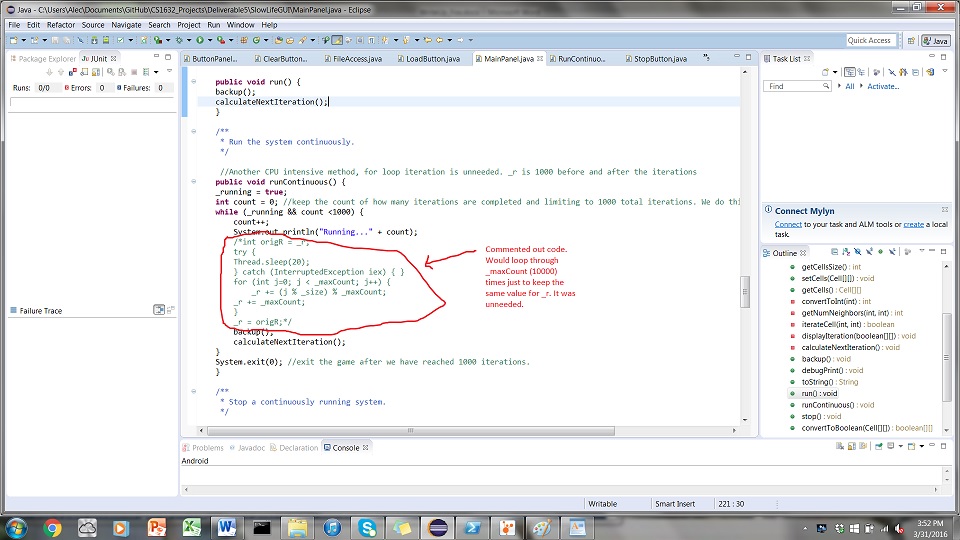 Java - C:\Users\Alec\Documents\GitHub\CS1632_Projects\Deliverable5\SlowLifeGUI\MainPanel.java - Eclipse
File Edit Refactor Source Navigate Search Project Run Window Help
Quick Access Java
Package Explorer JUnit
Runs: 0/0 Errors: 0 Failures: 0
Failure Trace
ButtonPanel... ClearButton... FileAccess.java LoadButton.java MainPanel.java RunContinuo... StopButton.java
public void run() {
backup();
calculateNextIteration();
}
/**
* Run the system continuously.
*/
//Another CPU intensive method, for loop iteration is unneeded. _r is 1000 before and after the iterations
public void runContinuous() {
_running = true;
int count = 0; //keep the count of how many iterations are completed and limiting to 1000 total iterations. We do thi
while (_running && count <1000) {
count++;
System.out.println("Running..." + count);
/*int origR = _r;
try {
Thread.sleep(20);
} catch (InterruptedException iex) { }
for (int j=0; j < _maxCount; j++) {
_r += (j % _size) % _maxCount;
_r += _maxCount;
}
_r = origR;*/
backup();
calculateNextIteration();
}
System.exit(0); //exit the game after we have reached 1000 iterations.
}
/**
* Stop a continuously running system.
*/
Commented out code.
Would loop through
_maxCount (10000)
times just to keep the
same value for _r. It was
unneeded.
Task List
Find All Activate...
Connect Mylyn
Connect to your task and ALM tools or create a local
task.
Outline
getCellsSize() : int
setCells(Cell[][]) : void
getCells() : Cell[][]
convertToInt(int) : int
getNumNeighbors(int, int) : int
iterateCell(int, int) : boolean
displayIteration(boolean[][]) : void
calculateNextIteration() : void
backup() : void
debugPrint() : void
toString() : String
run() : void
runContinuous() : void
stop() : void
convertToBoolean(Cell[][]) : boolean[][]
Problems Javadoc Declaration Console
Android
Writable Smart Insert 221 : 30
3:52 PM
3/31/2016